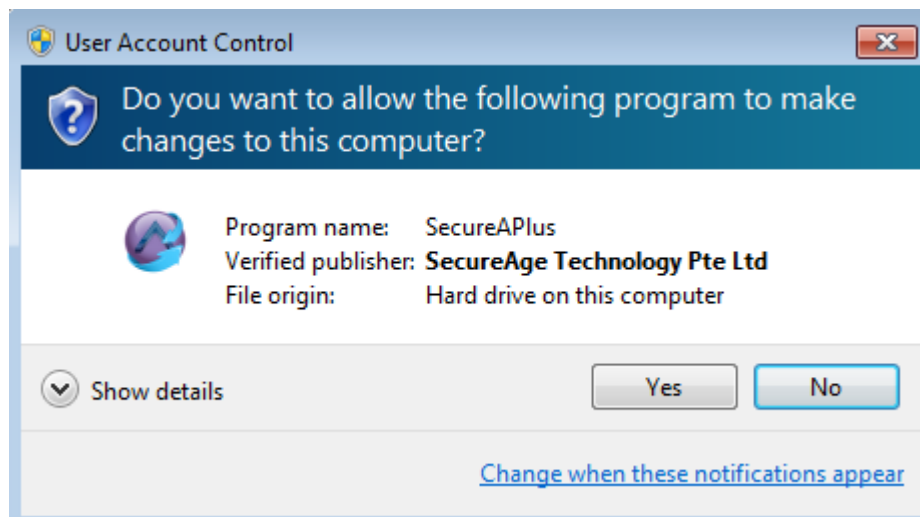 User Account Control
Do you want to allow the following program to make
changes to this computer?
Program name: SecureAPlus
Verified publisher: SecureAge Technology Pte Ltd
File origin: Hard drive on this computer
Show details
Yes
No
Change when these notifications appear